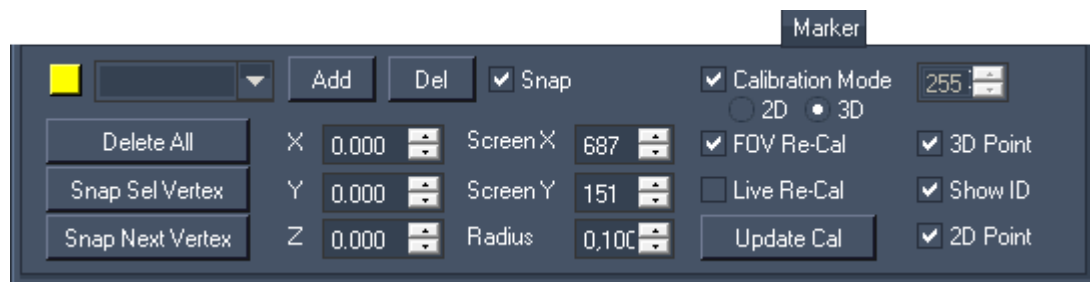 Marker
Add Del Snap Calibration Mode 255
2D 3D
Delete All X 0.000 Screen X 687 FOV Re-Cal 3D Point
Snap Sel Vertex Y 0.000 Screen Y 151 Live Re-Cal Show ID
Snap Next Vertex Z 0.000 Radius 0,100 Update Cal 2D Point